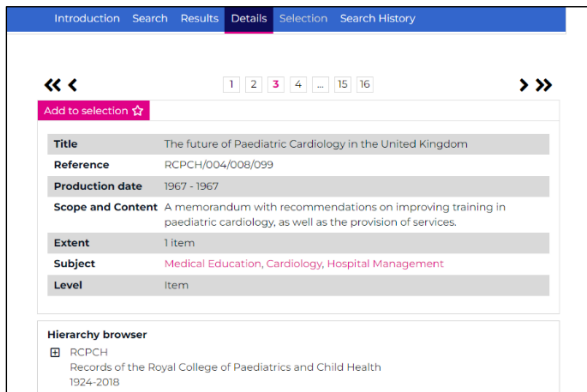 Introduction Search Results Details Selection Search History
1 2 3 4 ... 15 16
Add to selection
Title The future of Paediatric Cardiology in the United Kingdom
Reference RCPCH/004/008/099
Production date 1967 - 1967
Scope and Content A memorandum with recommendations on improving training in
paediatric cardiology, as well as the provision of services.
Extent 1 item
Subject Medical Education, Cardiology, Hospital Management
Level Item
Hierarchy browser
RCPCH
Records of the Royal College of Paediatrics and Child Health
1924-2018